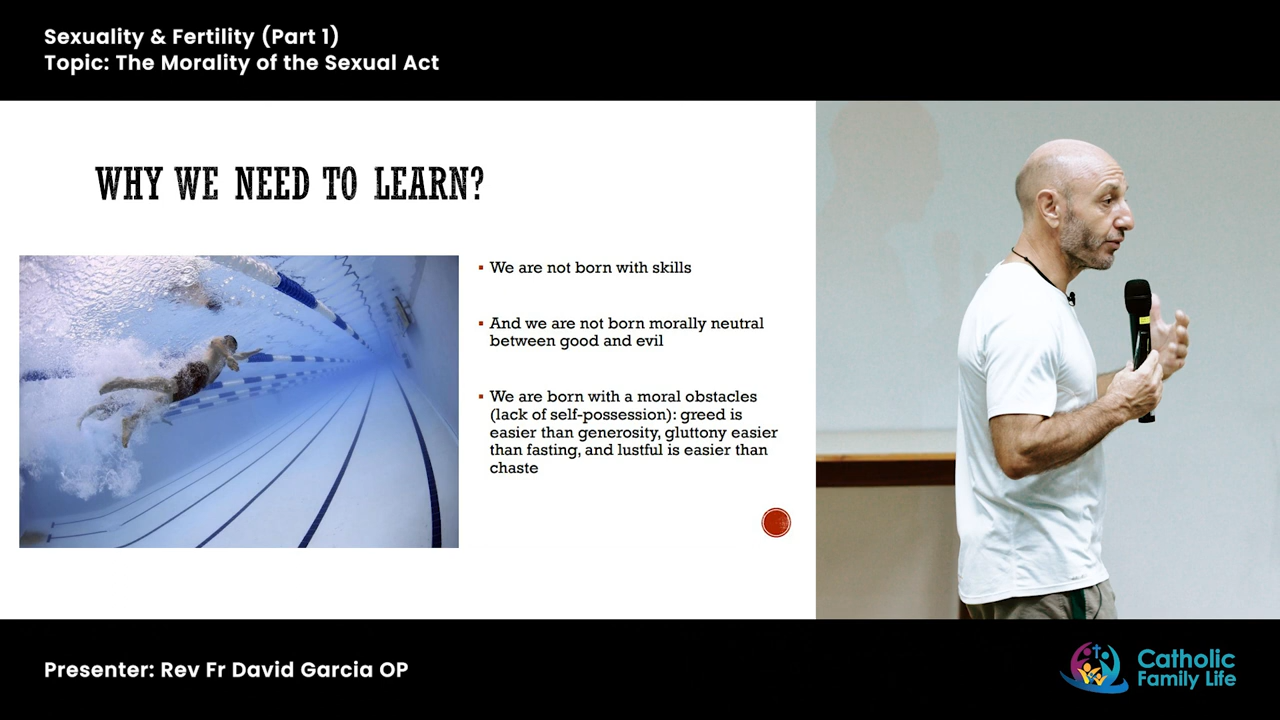 Sexuality & Fertility (Part 1)
Topic: The Morality of the Sexual Act
WHY WE NEED TO LEARN?
▪ We are not born with skills
▪ And we are not born morally neutral
between good and evil
▪ We are born with a moral obstacles
(lack of self-possession): greed is
easier than generosity, gluttony easier
than fasting, and lustful is easier than
chaste
Presenter: Rev Fr David Garcia OP
Catholic
Family Life